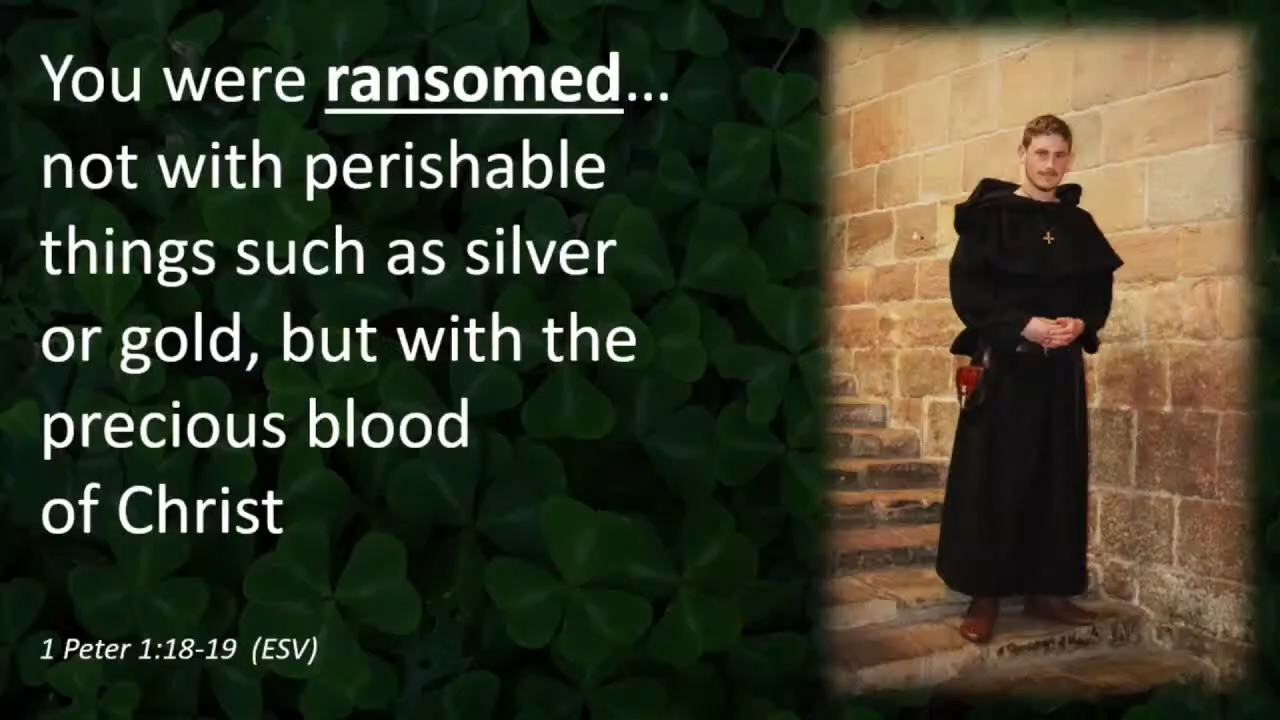 You were ransomed...
not with perishable
things such as silver
or gold, but with the
precious blood
of Christ
1 Peter 1:18-19 (ESV)